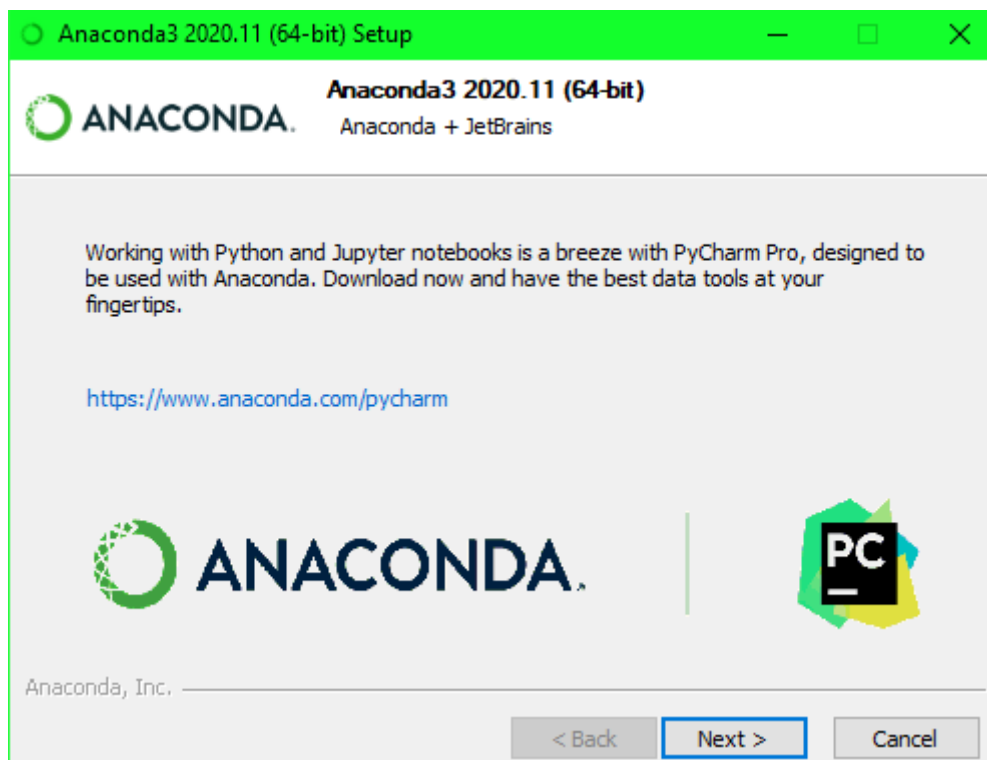 Anaconda3 2020.11 (64-bit) Setup
ANACONDA.
Anaconda3 2020.11 (64-bit)
Anaconda + JetBrains
Working with Python and Jupyter notebooks is a breeze with PyCharm Pro, designed to
be used with Anaconda. Download now and have the best data tools at your
fingertips.
https://www.anaconda.com/pycharm
ANACONDA.
PC
Anaconda, Inc.
< Back
Next >
Cancel